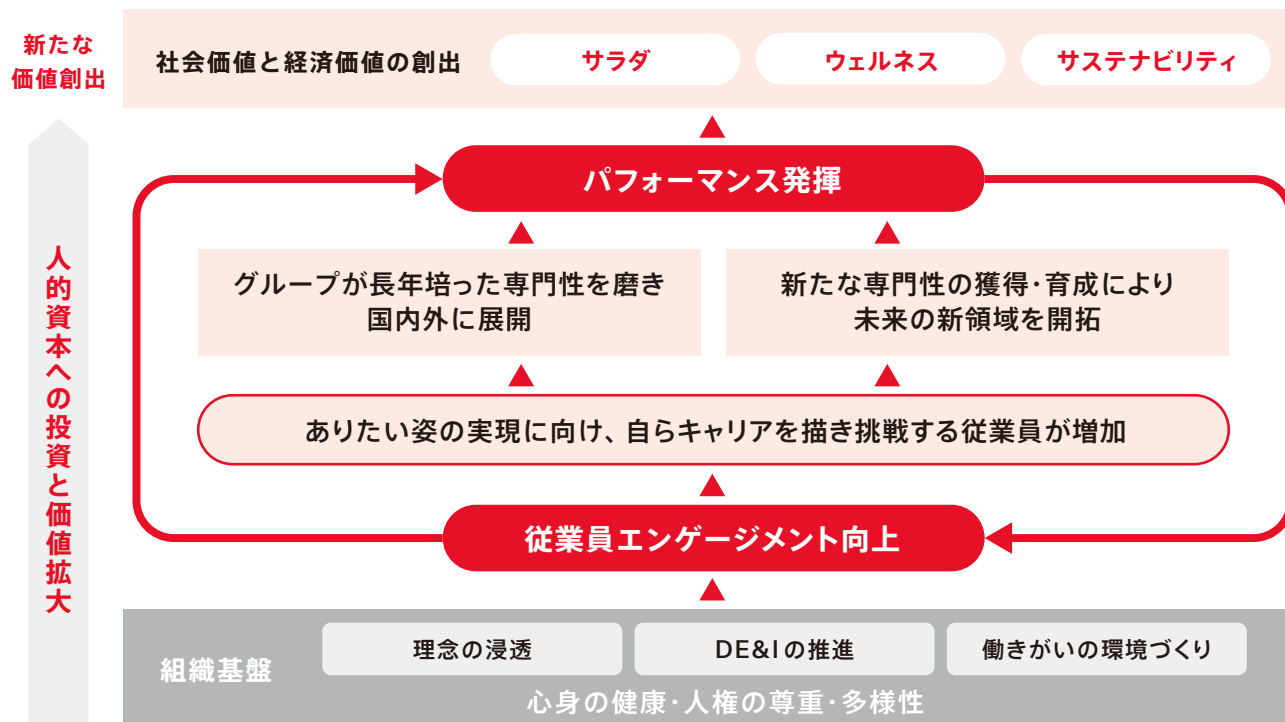 新たな
価値創出
社会価値と経済価値の創出
サラダ
ウェルネス
サステナビリティ
人的資本への投資と価値拡大
パフォーマンス発揮
グループが長年培った専門性を磨き
国内外に展開
新たな専門性の獲得・育成により
未来の新領域を開拓
ありたい姿の実現に向け、自らキャリアを描き挑戦する従業員が増加
従業員エンゲージメント向上
組織基盤
理念の浸透
DE&Iの推進
働きがいの環境づくり
心身の健康・人権の尊重・多様性